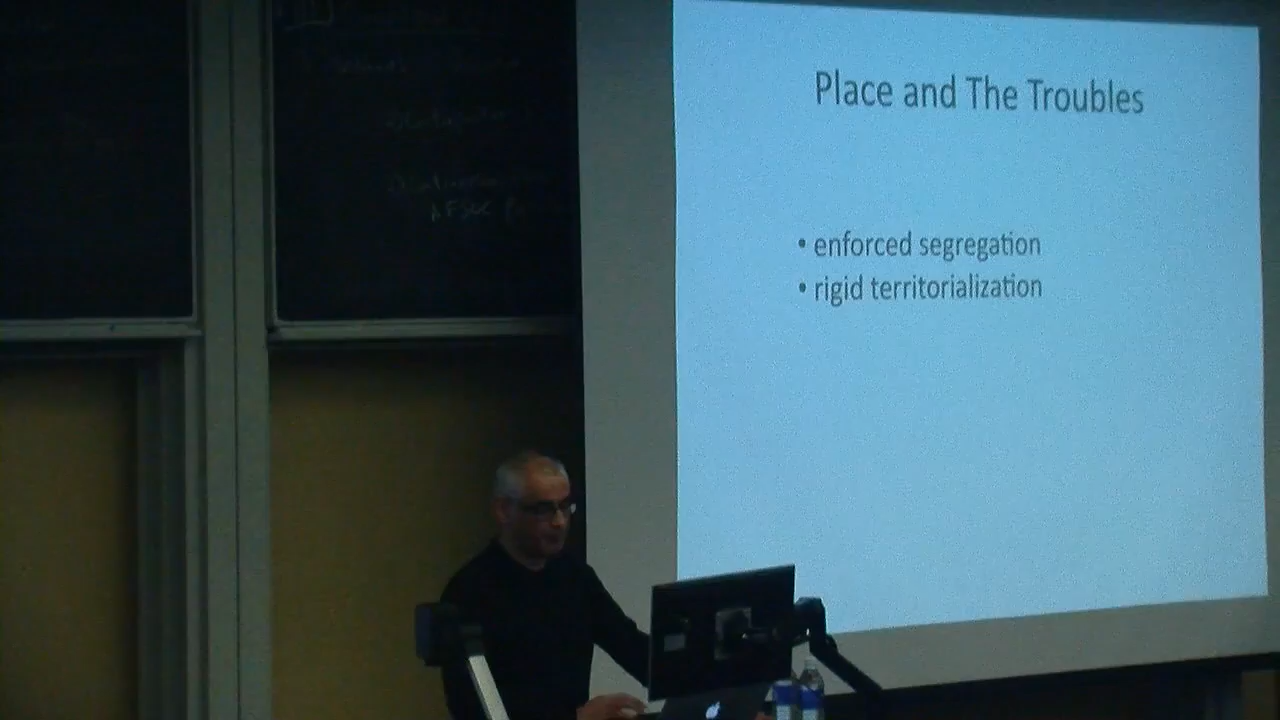 Place and The Troubles
• enforced segregation
• rigid territorialization